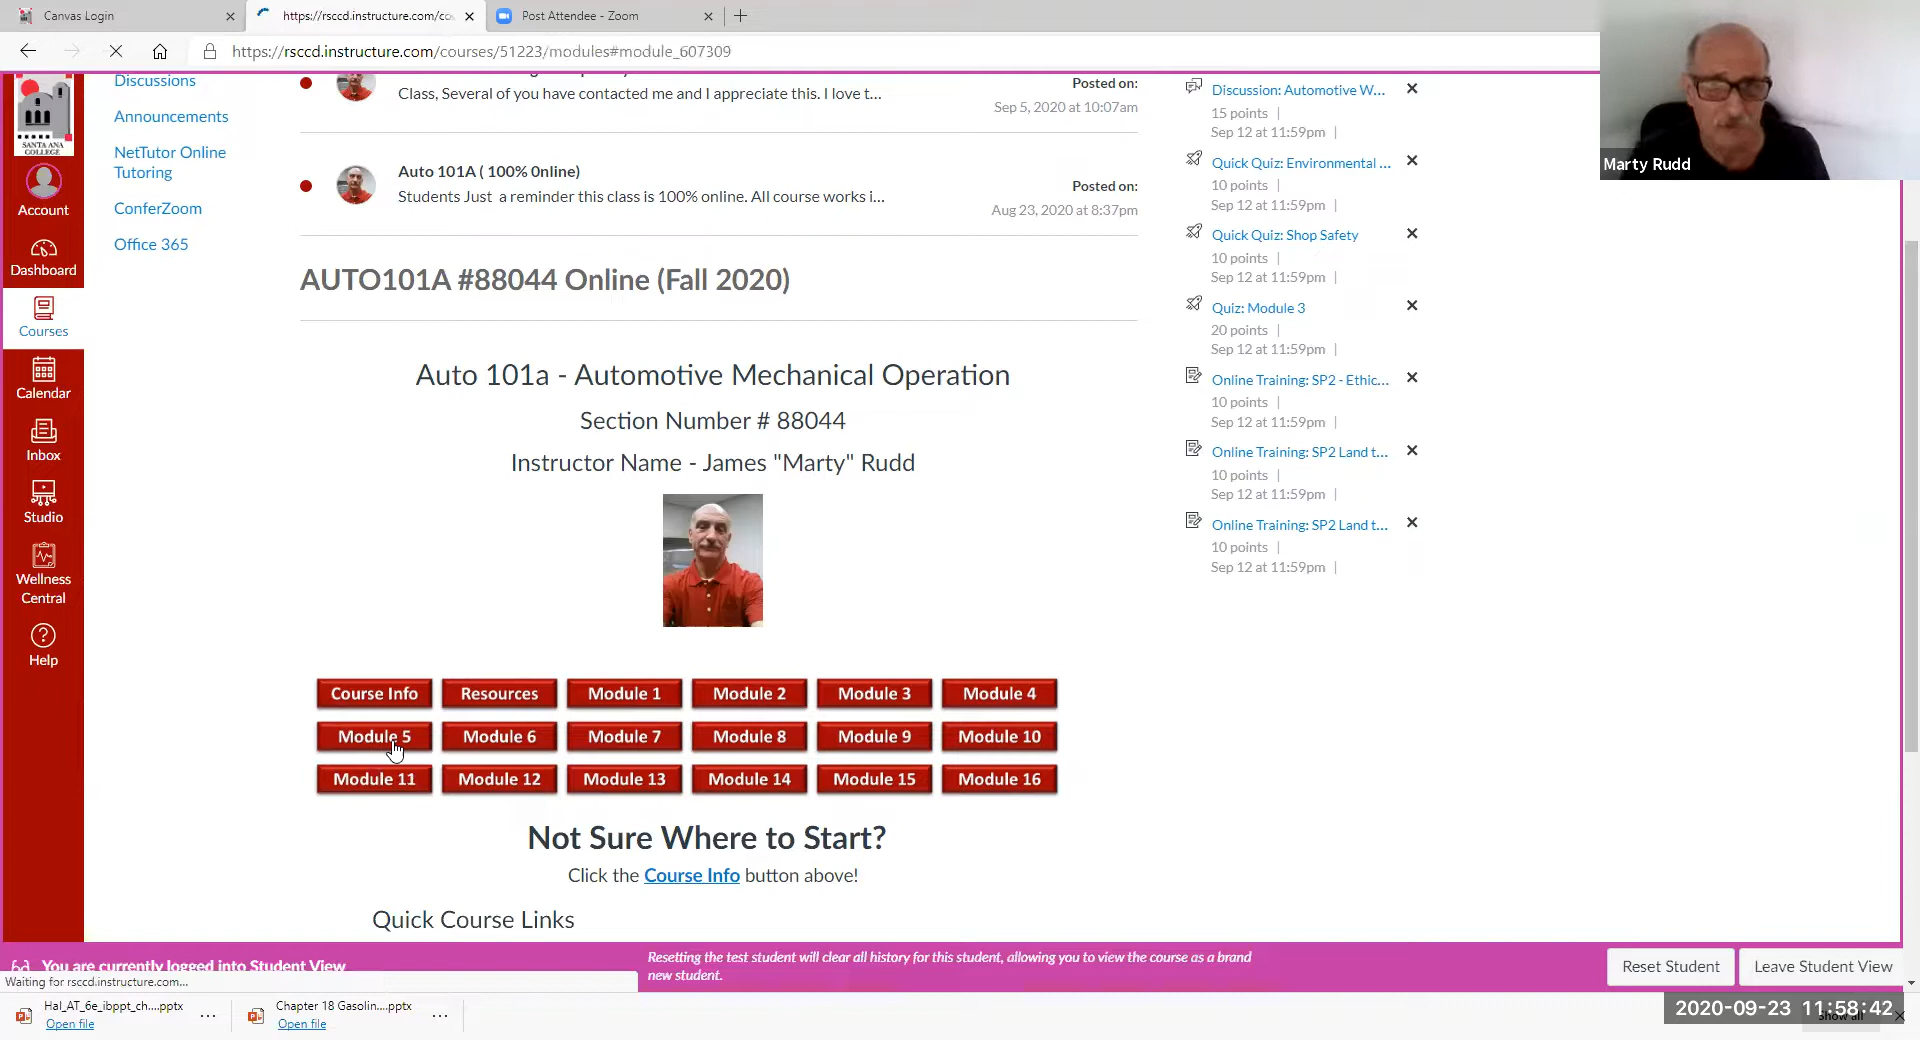 Canvas Login
https://rsccd.instructure.com/co
Post Attendee - Zoom
https://rsccd.instructure.com/courses/51223/modules#module_607309
Marty Rudd
SANTA ANA
COLLEGE
Account
Dashboard
Courses
Calendar
Inbox
Studio
Wellness
Central
Help
Discussions
Announcements
NetTutor Online
Tutoring
ConferZoom
Office 365
Class, Several of you have contacted me and I appreciate this. I love t...
Posted on:
Sep 5, 2020 at 10:07am
Auto 101A ( 100% 0nline)
Students Just a reminder this class is 100% online. All course works i...
Posted on:
Aug 23, 2020 at 8:37pm
AUTO101A #88044 Online (Fall 2020)
Auto 101a - Automotive Mechanical Operation
Section Number # 88044
Instructor Name - James "Marty" Rudd
Course Info Resources Module 1 Module 2 Module 3 Module 4
Module 5 Module 6 Module 7 Module 8 Module 9 Module 10
Module 11 Module 12 Module 13 Module 14 Module 15 Module 16
Not Sure Where to Start?
Click the Course Info button above!
Quick Course Links
Discussion: Automotive W...
15 points |
Sep 12 at 11:59pm |
Quick Quiz: Environmental ...
10 points |
Sep 12 at 11:59pm |
Quick Quiz: Shop Safety
10 points |
Sep 12 at 11:59pm |
Quiz: Module 3
20 points |
Sep 12 at 11:59pm |
Online Training: SP2 - Ethic...
10 points |
Sep 12 at 11:59pm |
Online Training: SP2 Land t...
10 points |
Sep 12 at 11:59pm |
Online Training: SP2 Land t...
10 points |
Sep 12 at 11:59pm |
You are currently logged into Student View
Resetting the test student will clear all history for this student, allowing you to view the course as a brand
new student.
Reset Student
Leave Student View
Waiting for rsccd.instructure.com...
Hal_AT_6e_ibppt_ch....pptx
Open file
Chapter 18 Gasolin....pptx
Open file
Show all
2020-09-23 11:58:42